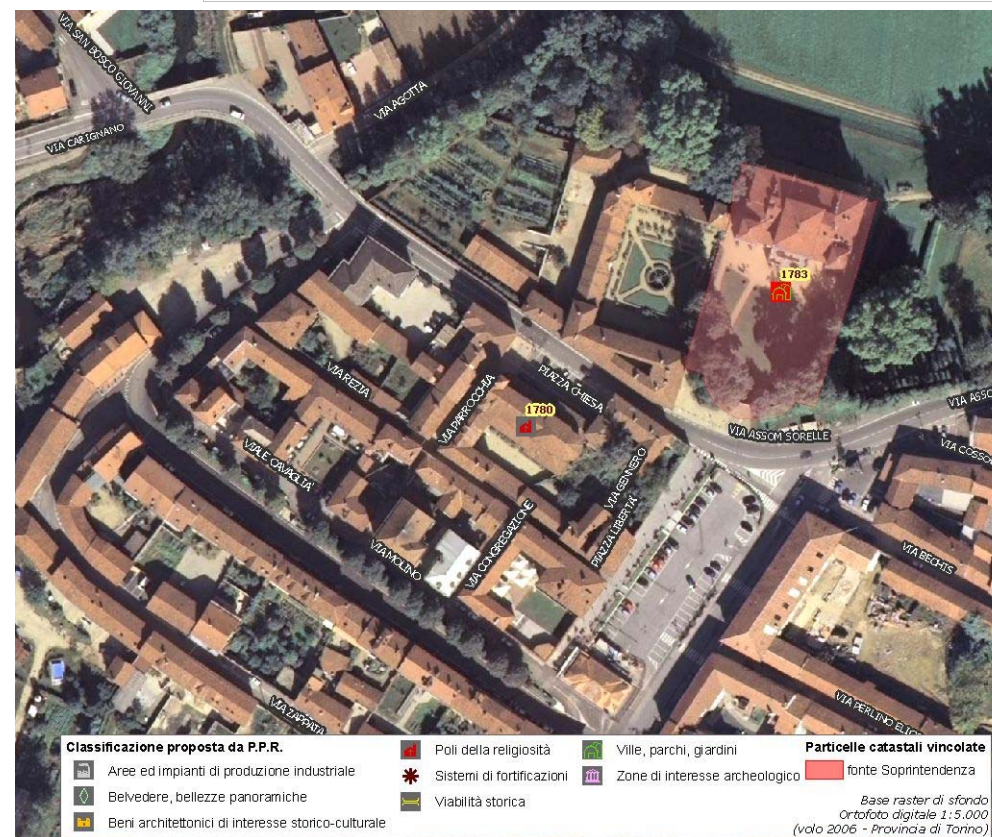 VIA SAN BOSCO GIOVANNI
VIA CARIGNANO
VIA AGOTTA
1783
VIA REZIA
VIA PARROCCHIA
PIAZZA CHIESA
1780
VIA ASSOM SORELLE
VIA ASSO
VIA COSSO
VIALE CAVAGLIA'
VIA GENNERO
VIA MOLINO
VIA CONGREGAZIONE
PIAZZA LIBERTA'
VIA BECHIS
VIA PERLINO ELIO
VIA ZAPPATA
Classificazione proposta da P.P.R.
Aree ed impianti di produzione industriale
Belvedere, bellezze panoramiche
Beni architettonici di interesse storico-culturale
Poli della religiosità
Sistemi di fortificazioni
Viabilità storica
Ville, parchi, giardini
Zone di interesse archeologico
Particelle catastali vincolate
fonte Soprintendenza
Base raster di sfondo
Ortofoto digitale 1:5.000
(volo 2006 - Provincia di Torino)